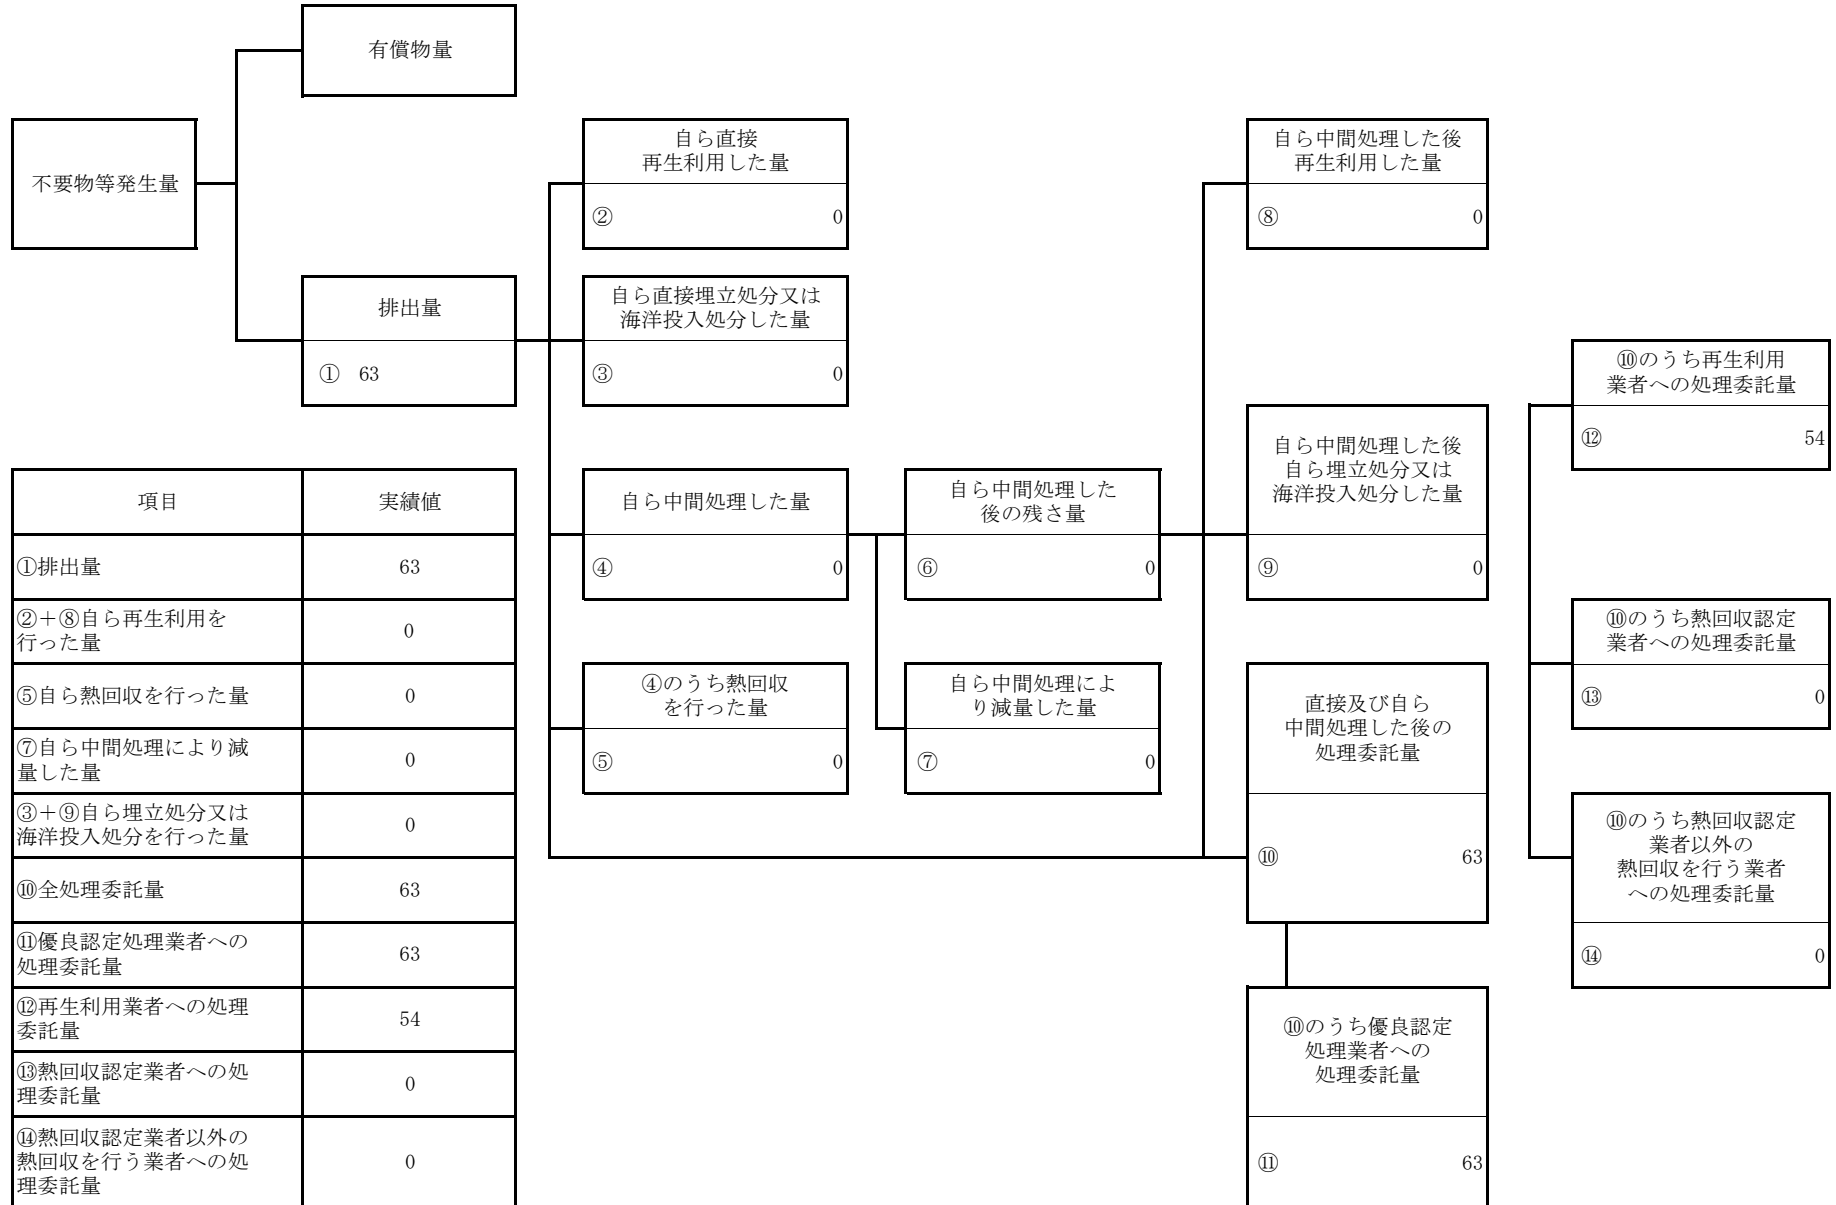 有償物量
不要物等発生量
排出量
① 63
自ら直接
再生利用した量
② 0
自ら直接埋立処分又は
海洋投入処分した量
③ 0
自ら中間処理した量
④ 0
④のうち熱回収
を行った量
⑤ 0
自ら中間処理した
後の残さ量
⑥ 0
自ら中間処理によ
り減量した量
⑦ 0
自ら中間処理した後
再生利用した量
⑧ 0
自ら中間処理した後
自ら埋立処分又は
海洋投入処分した量
⑨ 0
直接及び自ら
中間処理した後の
処理委託量
⑩ 63
⑩のうち優良認定
処理業者への
処理委託量
⑪ 63
⑩のうち再生利用
業者への処理委託量
⑫ 54
⑩のうち熱回収認定
業者への処理委託量
⑬ 0
⑩のうち熱回収認定
業者以外の
熱回収を行う業者
への処理委託量
⑭ 0
項目 実績値
①排出量 63
②＋⑧自ら再生利用を
行った量 0
⑤自ら熱回収を行った量 0
⑦自ら中間処理により減
量した量 0
③＋⑨自ら埋立処分又は
海洋投入処分を行った量 0
⑩全処理委託量 63
⑪優良認定処理業者への
処理委託量 63
⑫再生利用業者への処理
委託量 54
⑬熱回収認定業者への処
理委託量 0
⑭熱回収認定業者以外の
熱回収を行う業者への処
理委託量 0